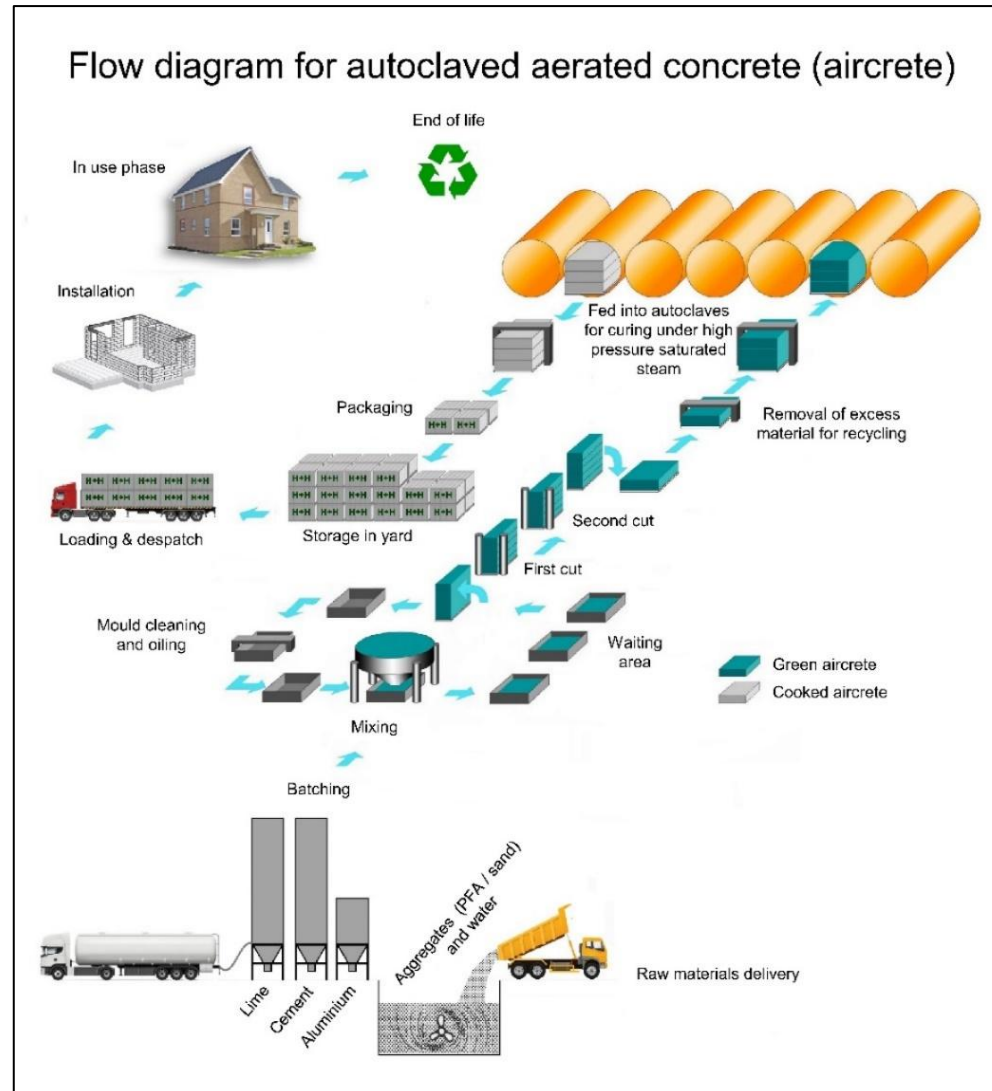 Flow diagram for autoclaved aerated concrete (aircrete)
End of life
In use phase
Installation
Fed into autoclaves
for curing under high
pressure saturated
steam
Packaging
Removal of excess
material for recycling
H+H H+H
H+H H+H H+H H+H H+H
H+H H+H H+H H+H H+H
Second cut
Loading & despatch
Storage in yard
First cut
Mould cleaning
and oiling
Waiting
area
Green aircrete
Cooked aircrete
Mixing
Batching
Aggregates (PFA / sand)
and water
Raw materials delivery
Lime
Cement
Aluminium